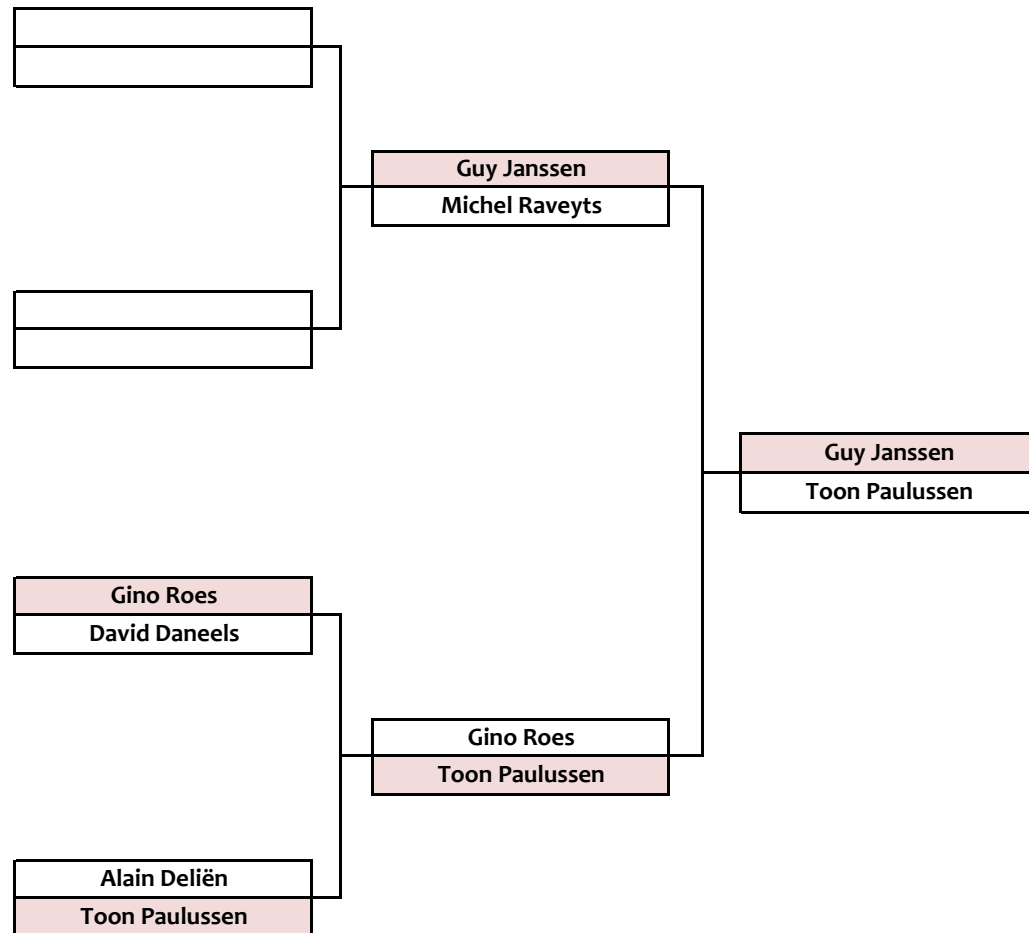 Guy Janssen
Michel Raveyts
Guy Janssen
Toon Paulussen
Gino Roes
David Daneels
Gino Roes
Toon Paulussen
Alain Deliën
Toon Paulussen